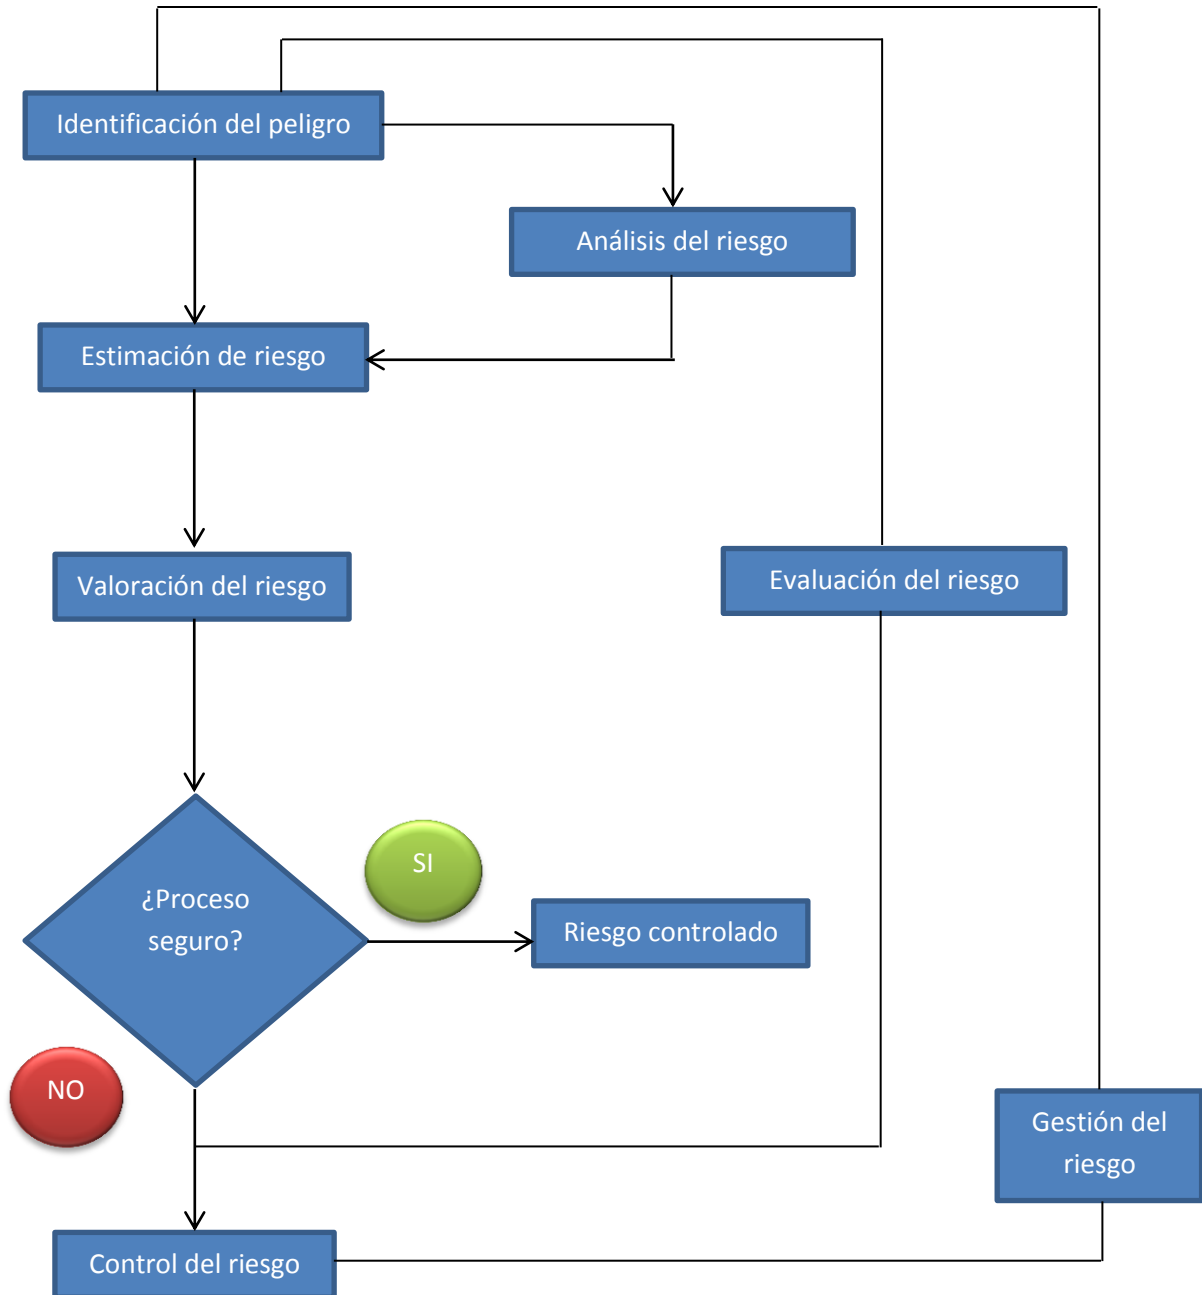 Identificación del peligro
Análisis del riesgo
Estimación de riesgo
Valoración del riesgo
Evaluación del riesgo
SI
¿Proceso
seguro?
Riesgo controlado
NO
Gestión del
riesgo
Control del riesgo